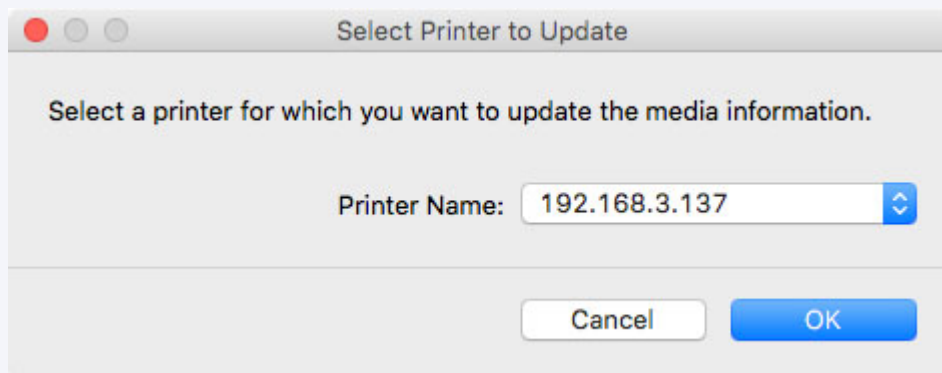 Select Printer to Update
Select a printer for which you want to update the media information.
Printer Name: 192.168.3.137
Cancel OK